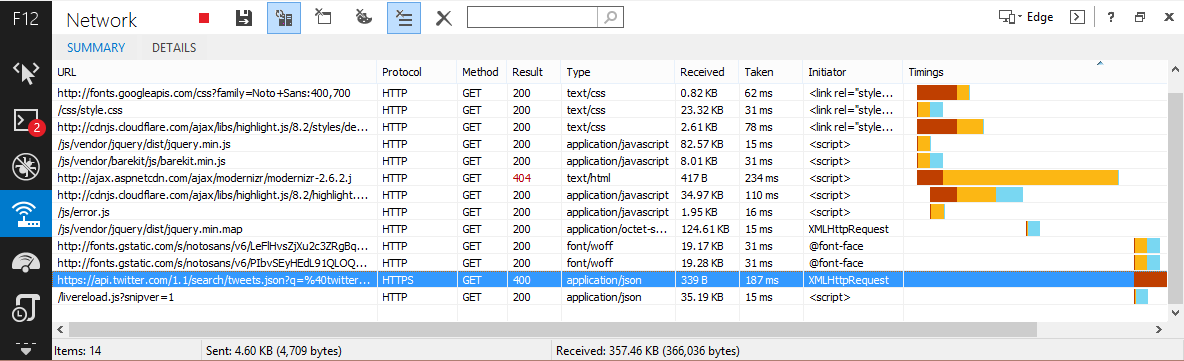 F12 Network Edge ?
SUMMARY DETAILS
URL Protocol Method Result Type Received Taken Initiator Timings
http://fonts.googleapis.com/css?family=Noto+Sans:400,700 HTTP GET 200 text/css 0.82 KB 62 ms <link rel="style...
/css/style.css HTTP GET 200 text/css 23.32 KB 31 ms <link rel="style...
http://cdnjs.cloudflare.com/ajax/libs/highlight.js/8.2/styles/de... HTTP GET 200 text/css 2.61 KB 78 ms <link rel="style...
2 /js/vendor/jquery/dist/jquery.min.js HTTP GET 200 application/javascript 82.57 KB 15 ms <script>
/js/vendor/barekit/js/barekit.min.js HTTP GET 200 application/javascript 8.01 KB 31 ms <script>
http://ajax.aspnetcdn.com/ajax/modernizr/modernizr-2.6.2.j HTTP GET 404 text/html 417 B 234 ms <script>
http://cdnjs.cloudflare.com/ajax/libs/highlight.js/8.2/highlight.... HTTP GET 200 application/javascript 34.97 KB 110 ms <script>
/js/error.js HTTP GET 200 application/javascript 1.95 KB 16 ms <script>
/js/vendor/jquery/dist/jquery.min.map HTTP GET 200 application/octet-s... 124.61 KB 15 ms XMLHttpRequest
http://fonts.gstatic.com/s/notosans/v6/LeFlHvsZjXu2c3ZRgBq... HTTP GET 200 font/woff 19.17 KB 31 ms @font-face
http://fonts.gstatic.com/s/notosans/v6/PIbvSEyHEdL91QLOQ... HTTP GET 200 font/woff 19.28 KB 31 ms @font-face
https://api.twitter.com/1.1/search/tweets.json?q=%40twitter... HTTPS GET 400 application/json 339 B 187 ms XMLHttpRequest
/livereload.js?snipver=1 HTTP GET 200 application/javascript 35.19 KB 15 ms <script>
Items: 14 Sent: 4.60 KB (4,709 bytes) Received: 357.46 KB (366,036 bytes)